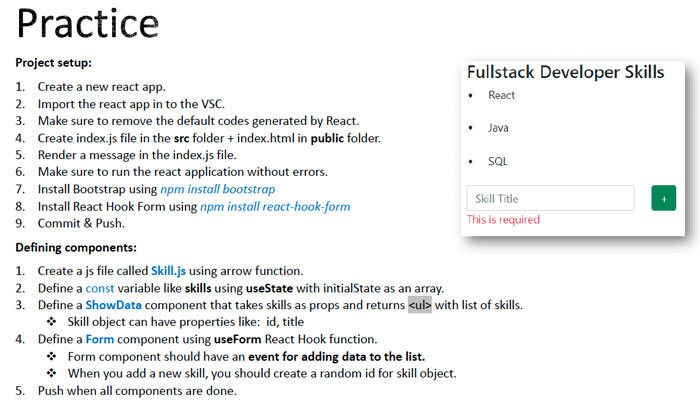 Practice
Project setup:
1. Create a new react app.
2. Import the react app in to the VSC.
3. Make sure to remove the default codes generated by React.
4. Create index.js file in the src folder + index.html in public folder.
5. Render a message in the index.js file.
6. Make sure to run the react application without errors.
7. Install Bootstrap using npm install bootstrap
8. Install React Hook Form using npm install react-hook-form
9. Commit & Push.
Fullstack Developer Skills
• React
• Java
• SQL
Skill Title
+
This is required
Defining components:
1. Create a js file called Skill.js using arrow function.
2. Define a const variable like skills using useState with initialState as an array.
3. Define a ShowData component that takes skills as props and returns <ul> with list of skills.
❖ Skill object can have properties like: id, title
4. Define a Form component using useForm React Hook function.
❖ Form component should have an event for adding data to the list.
❖ When you add a new skill, you should create a random id for skill object.
5. Push when all components are done.